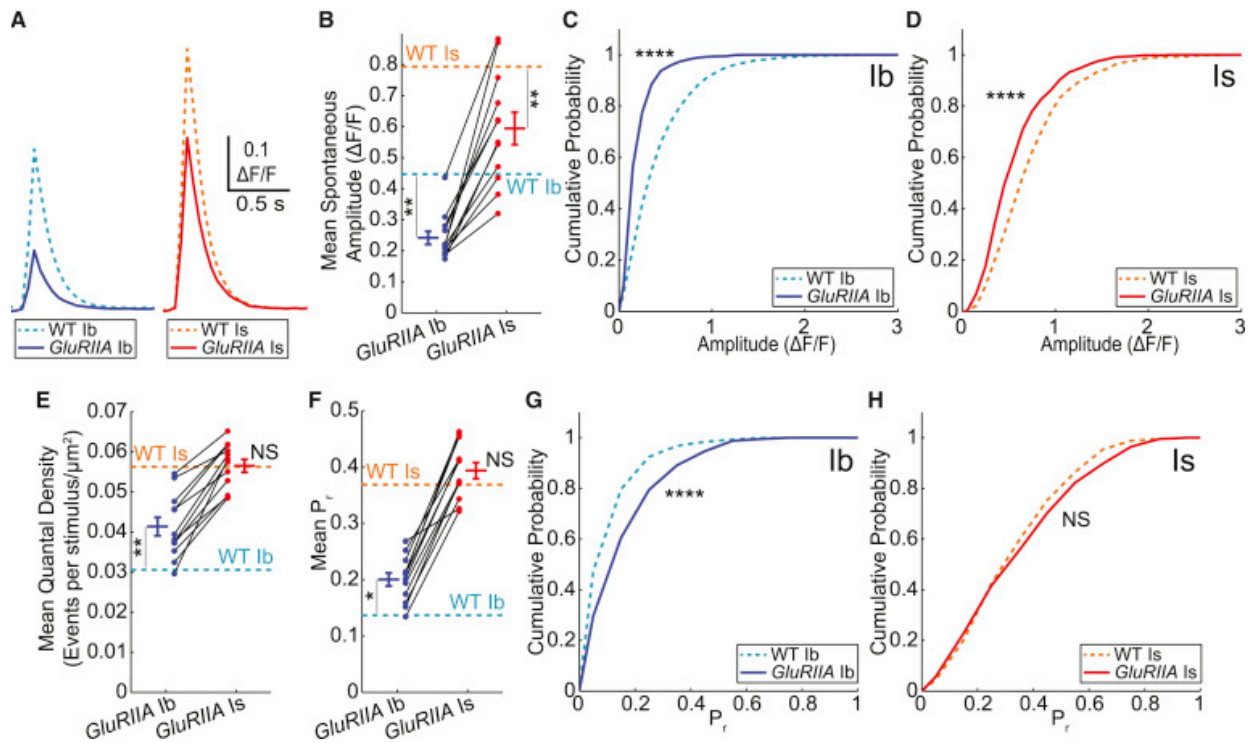 A
0.1
ΔF/F
0.5 s
WT Ib
GluRIIA Ib
WT Is
GluRIIA Is
B
Mean Spontaneous
Amplitude (ΔF/F)
0.8
0.7
0.6
0.5
0.4
0.3
0.2
0.1
0
WT Is
**
WT Ib
**
GluRIIA Ib
GluRIIA Is
C
Cumulative Probability
1
0.8
0.6
0.4
0.2
0
****
Ib
WT Ib
GluRIIA Ib
0 1 2 3
Amplitude (ΔF/F)
D
Cumulative Probability
1
0.8
0.6
0.4
0.2
0
****
Is
WT Is
GluRIIA Is
0 1 2 3
Amplitude (ΔF/F)
E
Mean Quantal Density
(Events per stimulus/μm²)
0.07
0.06
0.05
0.04
0.03
0.02
0.01
0
WT Is
NS
**
WT Ib
GluRIIA Ib
GluRIIA Is
F
Mean Pr
0.5
0.4
0.3
0.2
0.1
0
NS
WT Is
*
WT Ib
GluRIIA Ib
GluRIIA Is
G
Cumulative Probability
1
0.8
0.6
0.4
0.2
0
Ib
****
WT Ib
GluRIIA Ib
0 0.2 0.4 0.6 0.8 1
Pr
H
Cumulative Probability
1
0.8
0.6
0.4
0.2
0
Is
NS
WT Is
GluRIIA Is
0 0.2 0.4 0.6 0.8 1
Pr